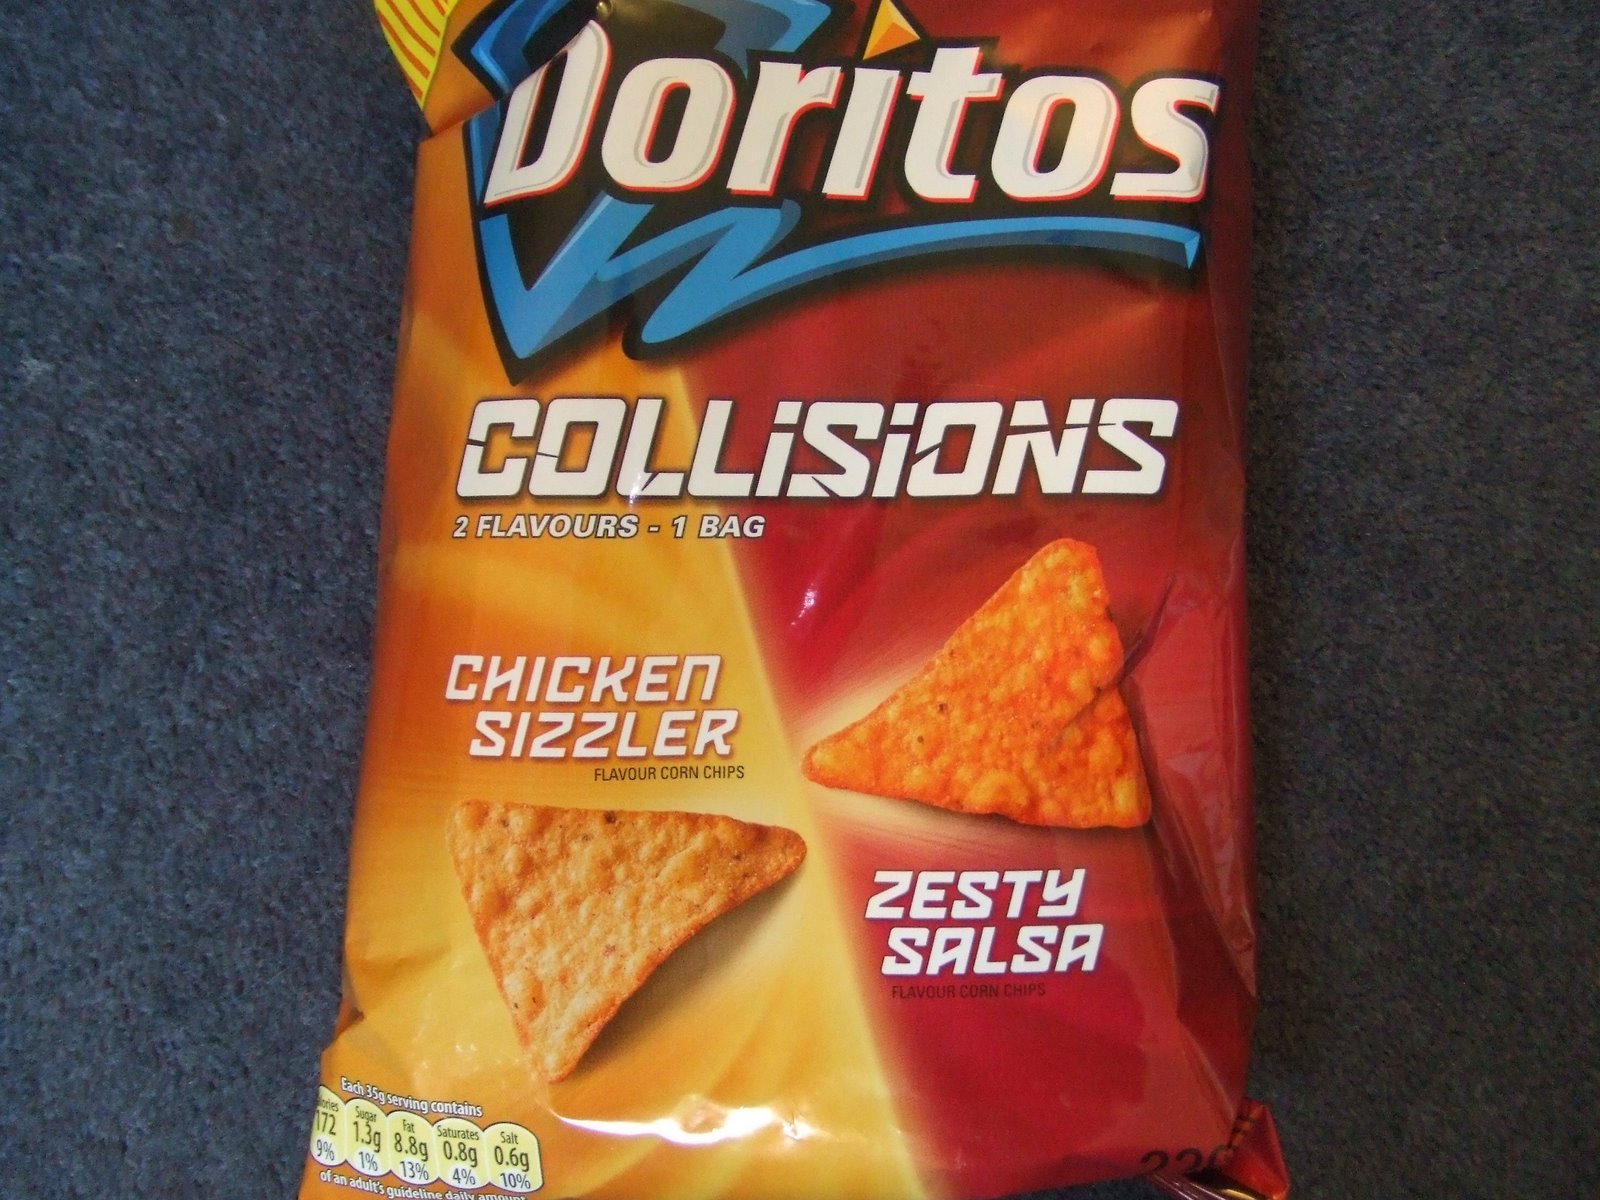 Doritos
COLLISIONS
2 FLAVOURS - 1 BAG
CHICKEN
SIZZLER
FLAVOUR CORN CHIPS
ZESTY
SALSA
FLAVOUR CORN CHIPS
Each 35g serving contains
172
9%
Sugar
1.3g
1%
Fat
8.8g
13%
Saturates
0.8g
4%
Salt
0.6g
10%
of an adult's guideline daily amount